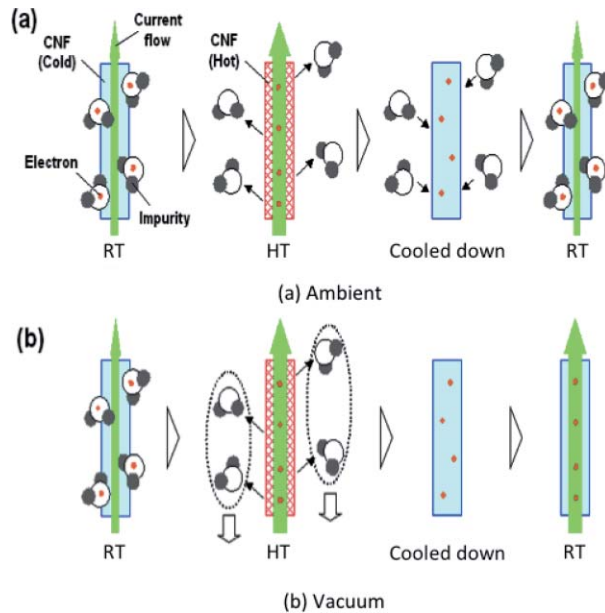 (a)
Current
flow
CNF
(Cold)
CNF
(Hot)
Electron
Impurity
RT
HT
Cooled down
RT
(a) Ambient
(b)
RT
HT
Cooled down
RT
(b) Vacuum